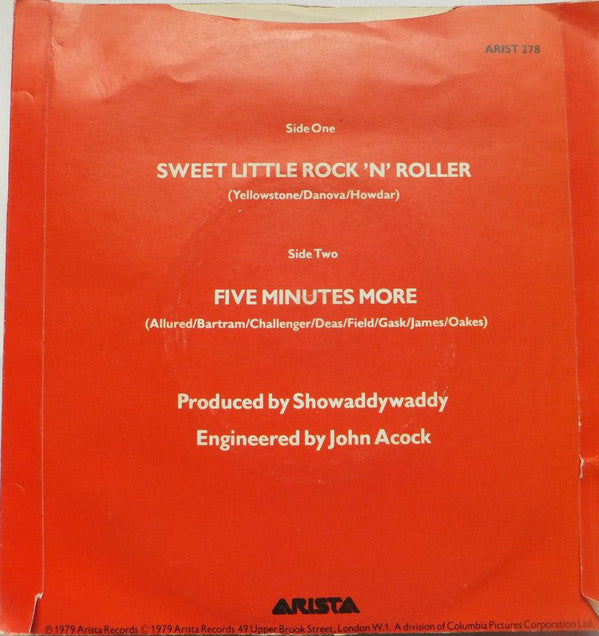 ARIST 278
Side One
SWEET LITTLE ROCK 'N' ROLLER
(Yellowstone/Danova/Howdar)
Side Two
FIVE MINUTES MORE
(Allured/Bartram/Challenger/Deas/Field/Gask/James/Oakes)
Produced by Showaddywaddy
Engineered by John Acock
ARISTA
℗ 1979 Arista Records © 1979 Arista Records 49 Upper Brook Street, London W.1. A division of Columbia Pictures Corporation Ltd.